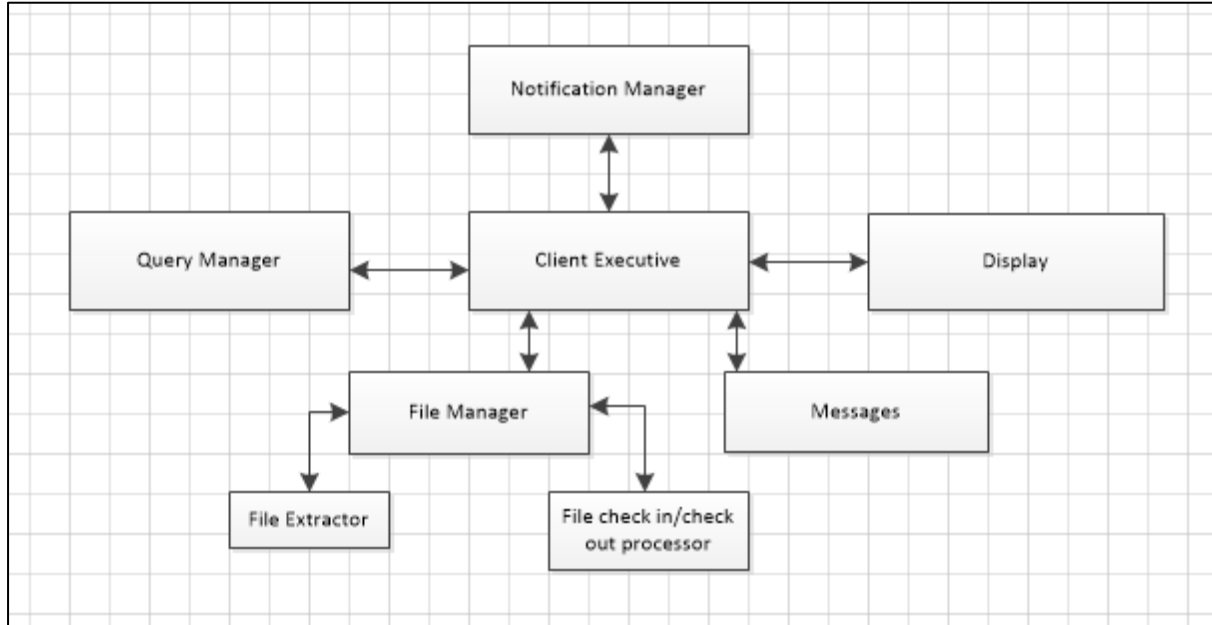 Notification Manager
Query Manager
Client Executive
Display
File Manager
Messages
File Extractor
File check in/check
out processor